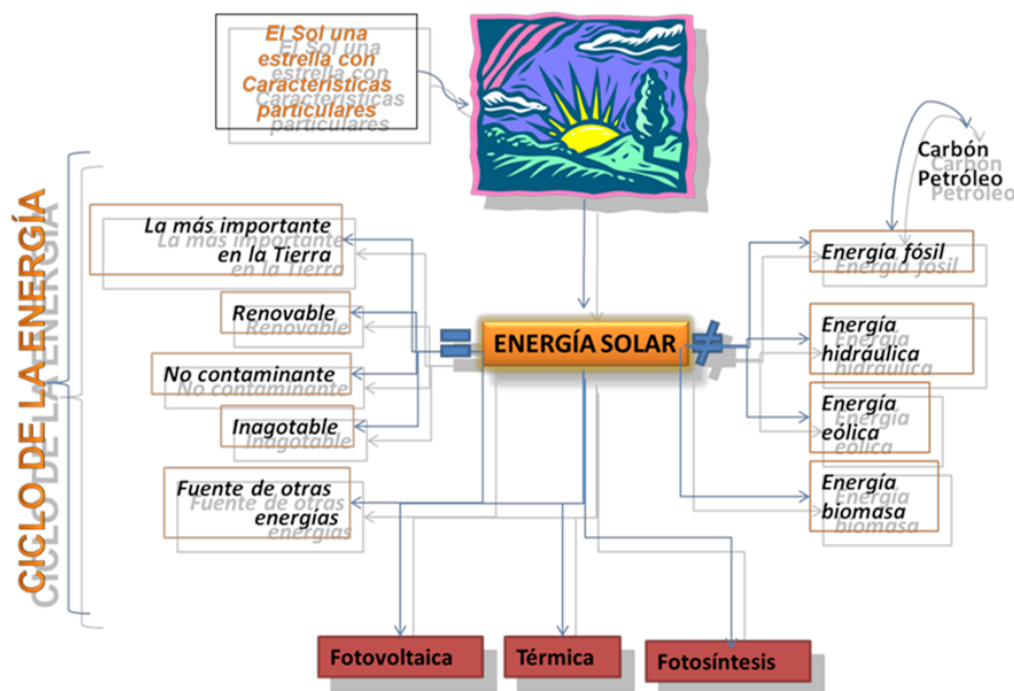 El Sol una
estrella con
Características
particulares
CICLO DE LA ENERGÍA
Carbón
Petróleo
La más importante
en la Tierra
Renovable
No contaminante
Inagotable
Fuente de otras
energías
=
ENERGÍA SOLAR
≠
Energía fósil
Energía
hidráulica
Energía
eólica
Energía
biomasa
Fotovoltaica
Térmica
Fotosíntesis